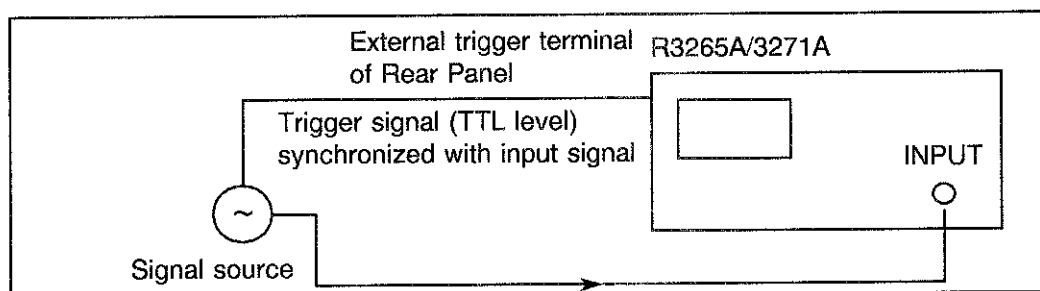 External trigger terminal
of Rear Panel
R3265A/3271A
Trigger signal (TTL level)
synchronized with input signal
INPUT
~
Signal source